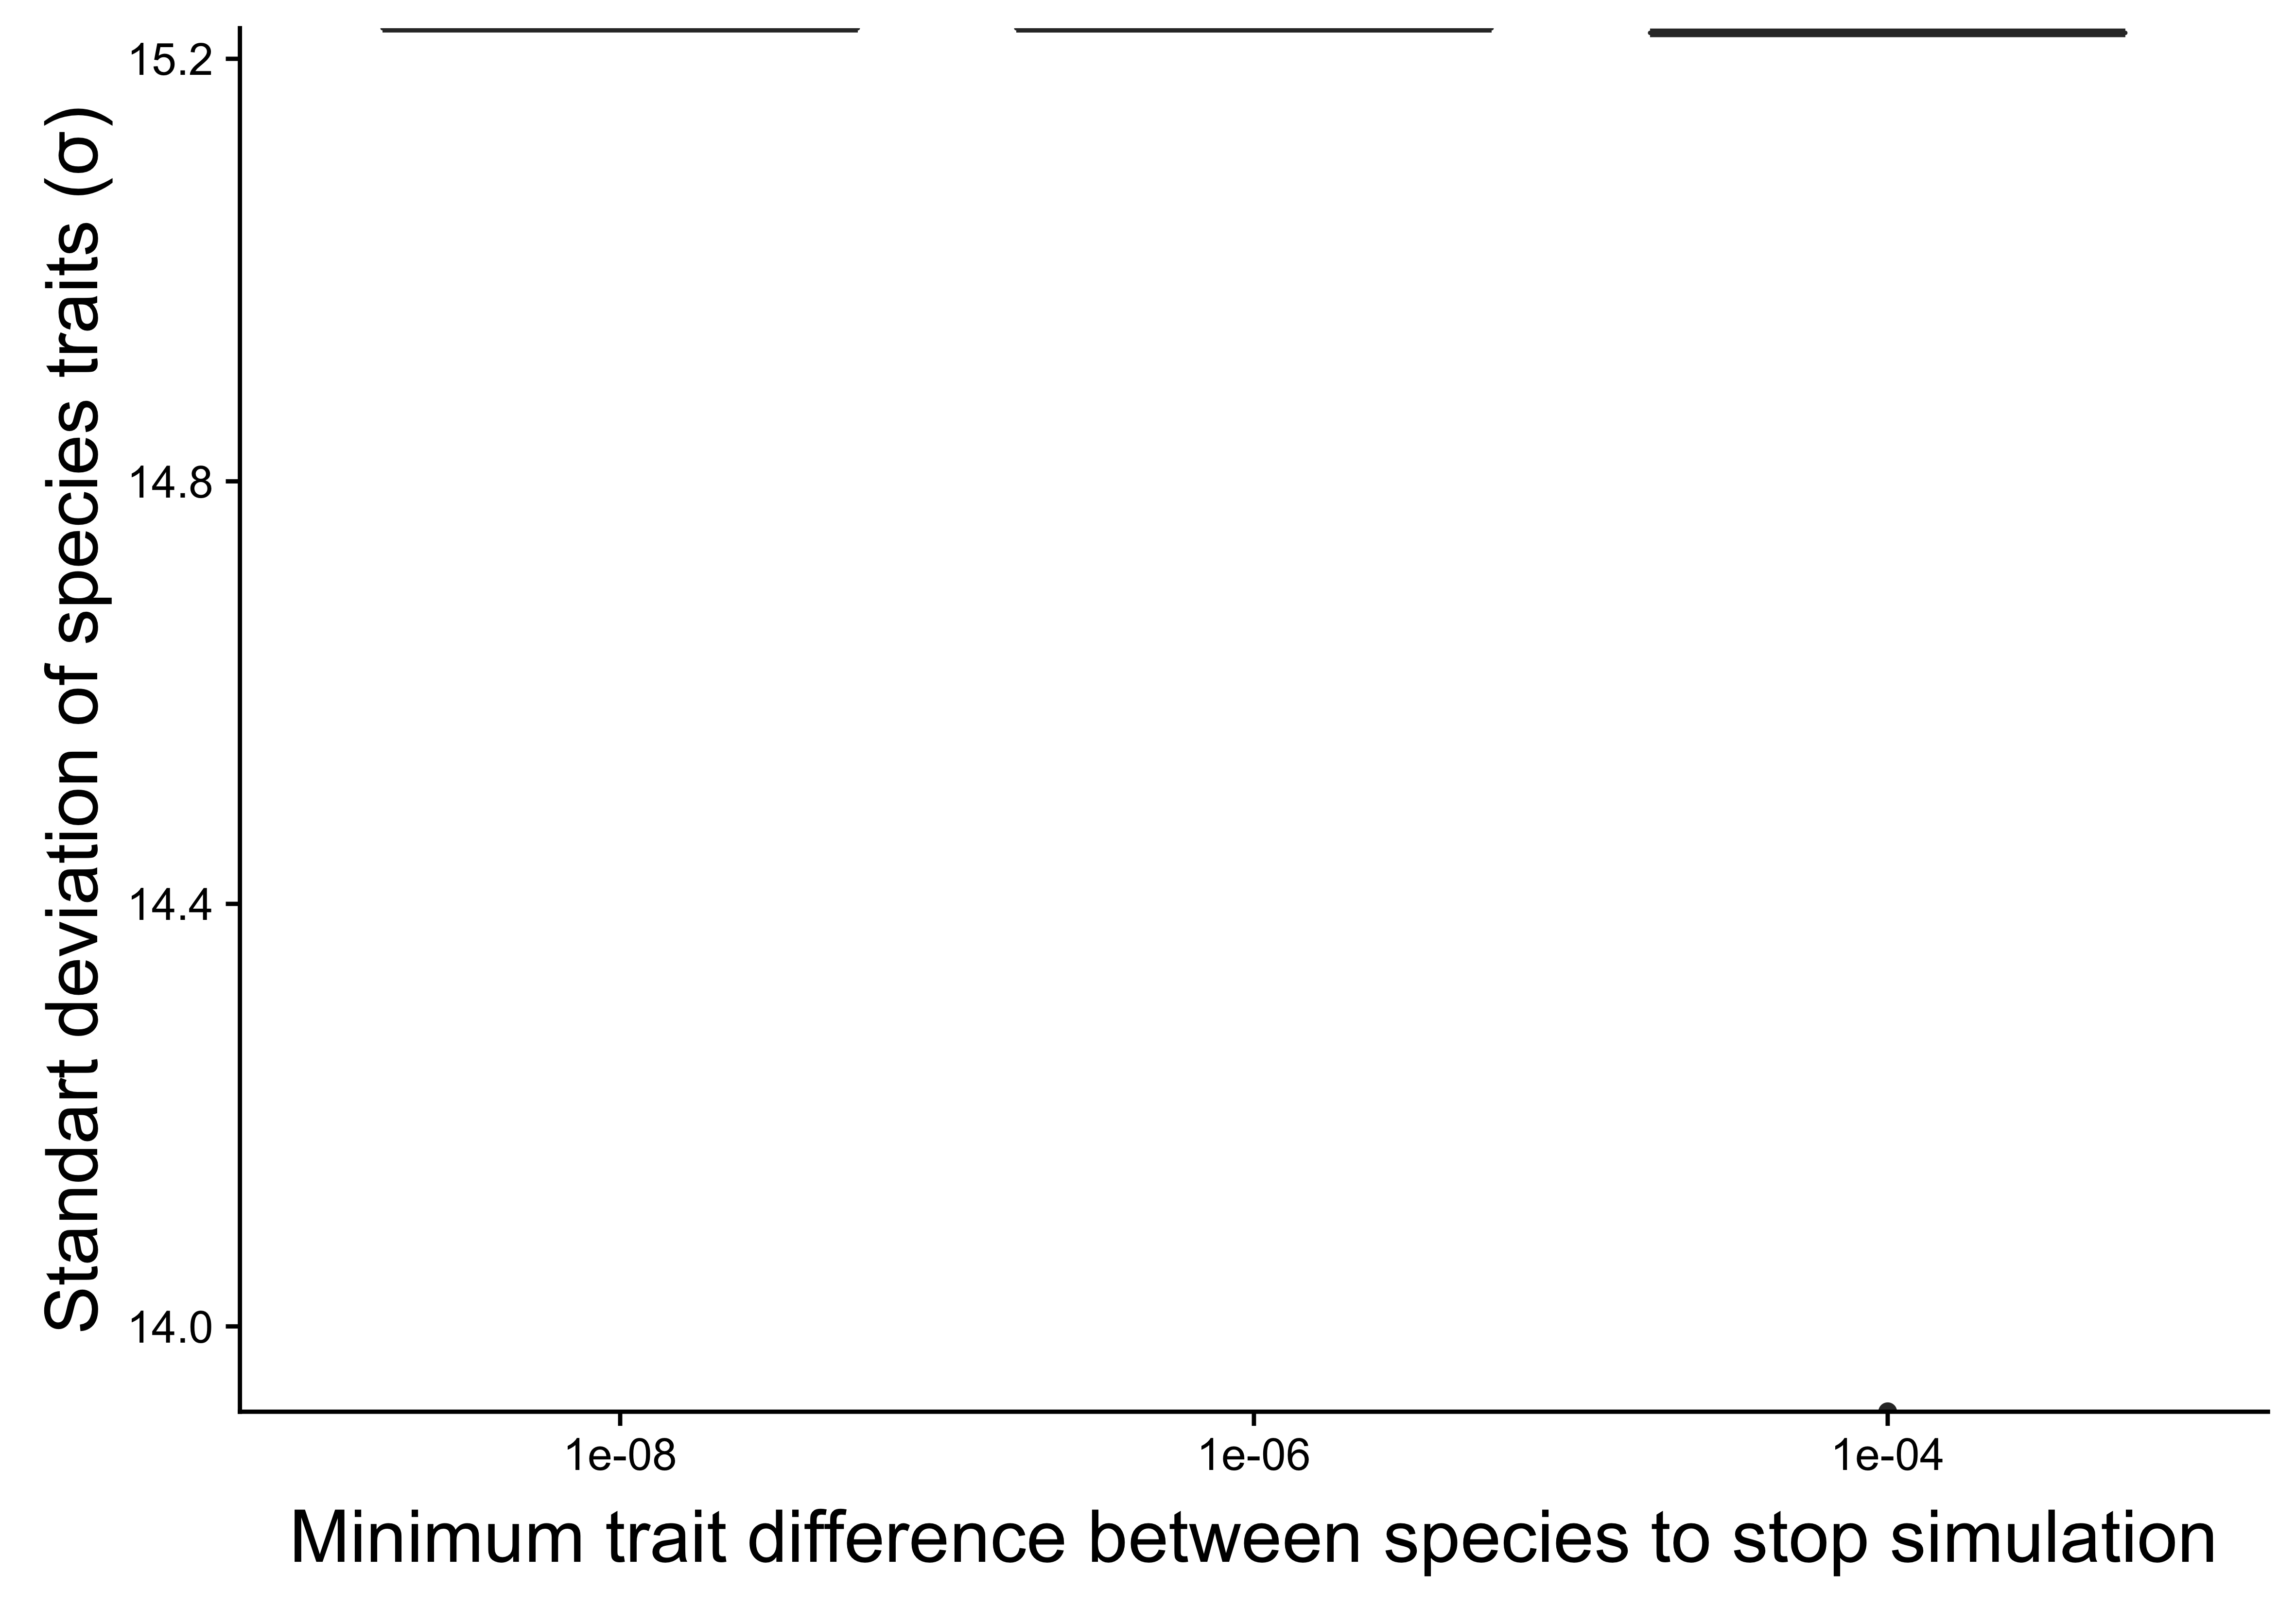 Standart deviation of species traits (σ)
15.2
14.8
14.4
14.0
1e-08
1e-06
1e-04
Minimum trait difference between species to stop simulation